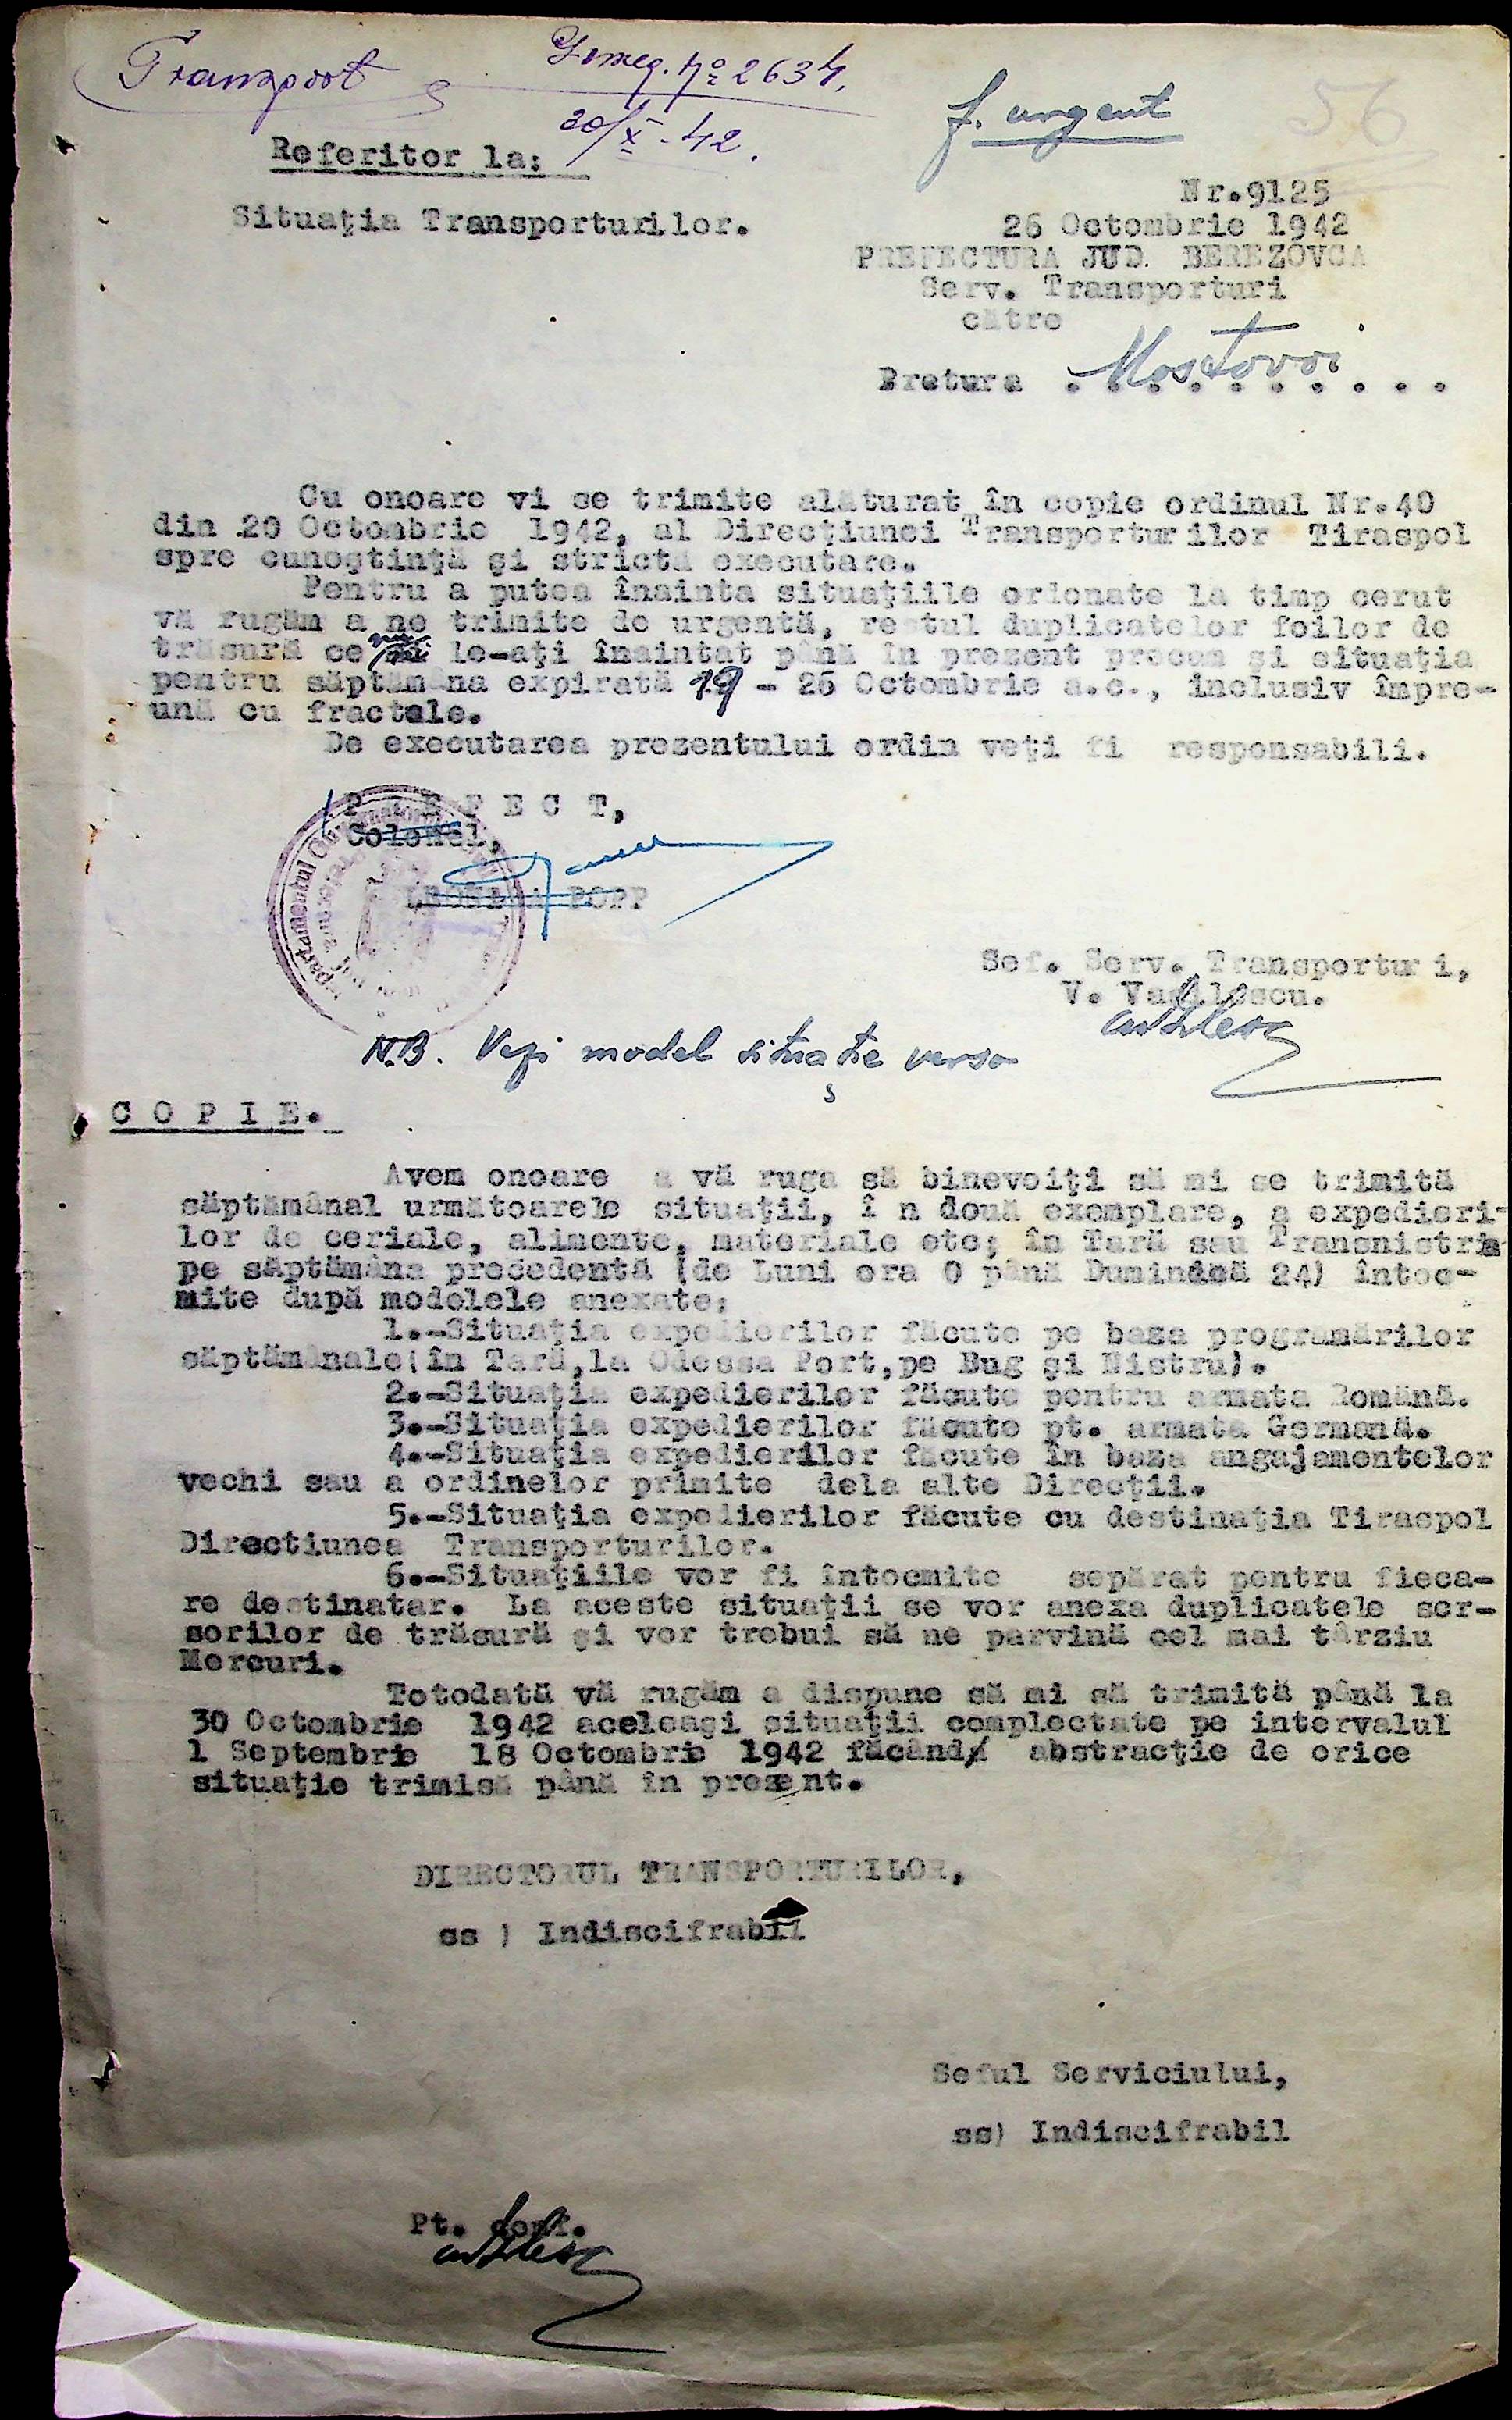 Transport
Înreg. No 2634,
30/X - 42.
f. urgent
56
Referitor la:
Nr.9125
Situaţia Transporturilor.
26 Octombrie 1942
PREFECTURA JUD. BEREZOVCA
Serv. Transporturi
către
Pretura . Mostovoi . . .
Cu onoare vi se trimite alăturat în copie ordinul Nr.40
din 20 Octombrie 1942, al Direcţiunei Transporturilor Tiraspol
spre cunoştinţă şi strictă executare.
Pentru a putea înainta situaţiile ordonate la timp cerut
vă rugăm a ne trimite de urgentă, restul duplicatelor foilor de
trăsură ce nu le-aţi înaintat până în prezent precum şi situaţia
pentru săptămâna expirată 19 - 26 Octombrie a.c., inclusiv împre-
ună cu fractele.
De executarea prezentului ordin veţi fi responsabili.
P R E F E C T,
Colonel,
LEONIDA POPP
Sef. Serv. Transportur i,
V. Vasilescu.
N.B. Vezi model situaţie verso
C O P I E.
Avem onoare a vă ruga să binevoiţi să mi se trimită
săptămânal următoarele situaţii, î n două exemplare, a expedieri-
lor de ceriale, alimente, materiale etc; în Tară sau Transnistria
pe săptămâna precedentă (de Luni ora 0 până Duminică 24) întoc-
mite după modelele anexate;
1.-Situaţia expedierilor făcute pe baza programărilor
săptămânale(în Tară,la Odessa Port,pe Bug şi Nistru).
2.-Situaţia expedierilor făcute pentru armata Română.
3.-Situaţia expedierilor făcute pt. armata Germană.
4.-Situaţia expedierilor făcute în baza angajamentelor
vechi sau a ordinelor primite dela alte Direcţii.
5.-Situaţia expedierilor făcute cu destinaţia Tiraspol
Directiunea Transporturilor.
6.-Situaţiile vor fi întocmite sepărat pentru fieca-
re destinatar. La aceste situaţii se vor anexa duplicatele scr-
sorilor de trăsură şi vor trebui să ne parvină cel mai târziu
Mercuri.
Totodată vă rugăm a dispune să mi să trimită până la
30 Octombrie 1942 aceleaşi situaţii complectate pe intervalul
1 Septembrie 18 Octombrie 1942 făcând abstracţie de orice
situaţie trimisă până în prezent.
DIRECTORUL TRANSPORTURILOR,
ss ) Indiscifrabil
Seful Serviciului,
ss) Indiscifrabil
Pt. conf.